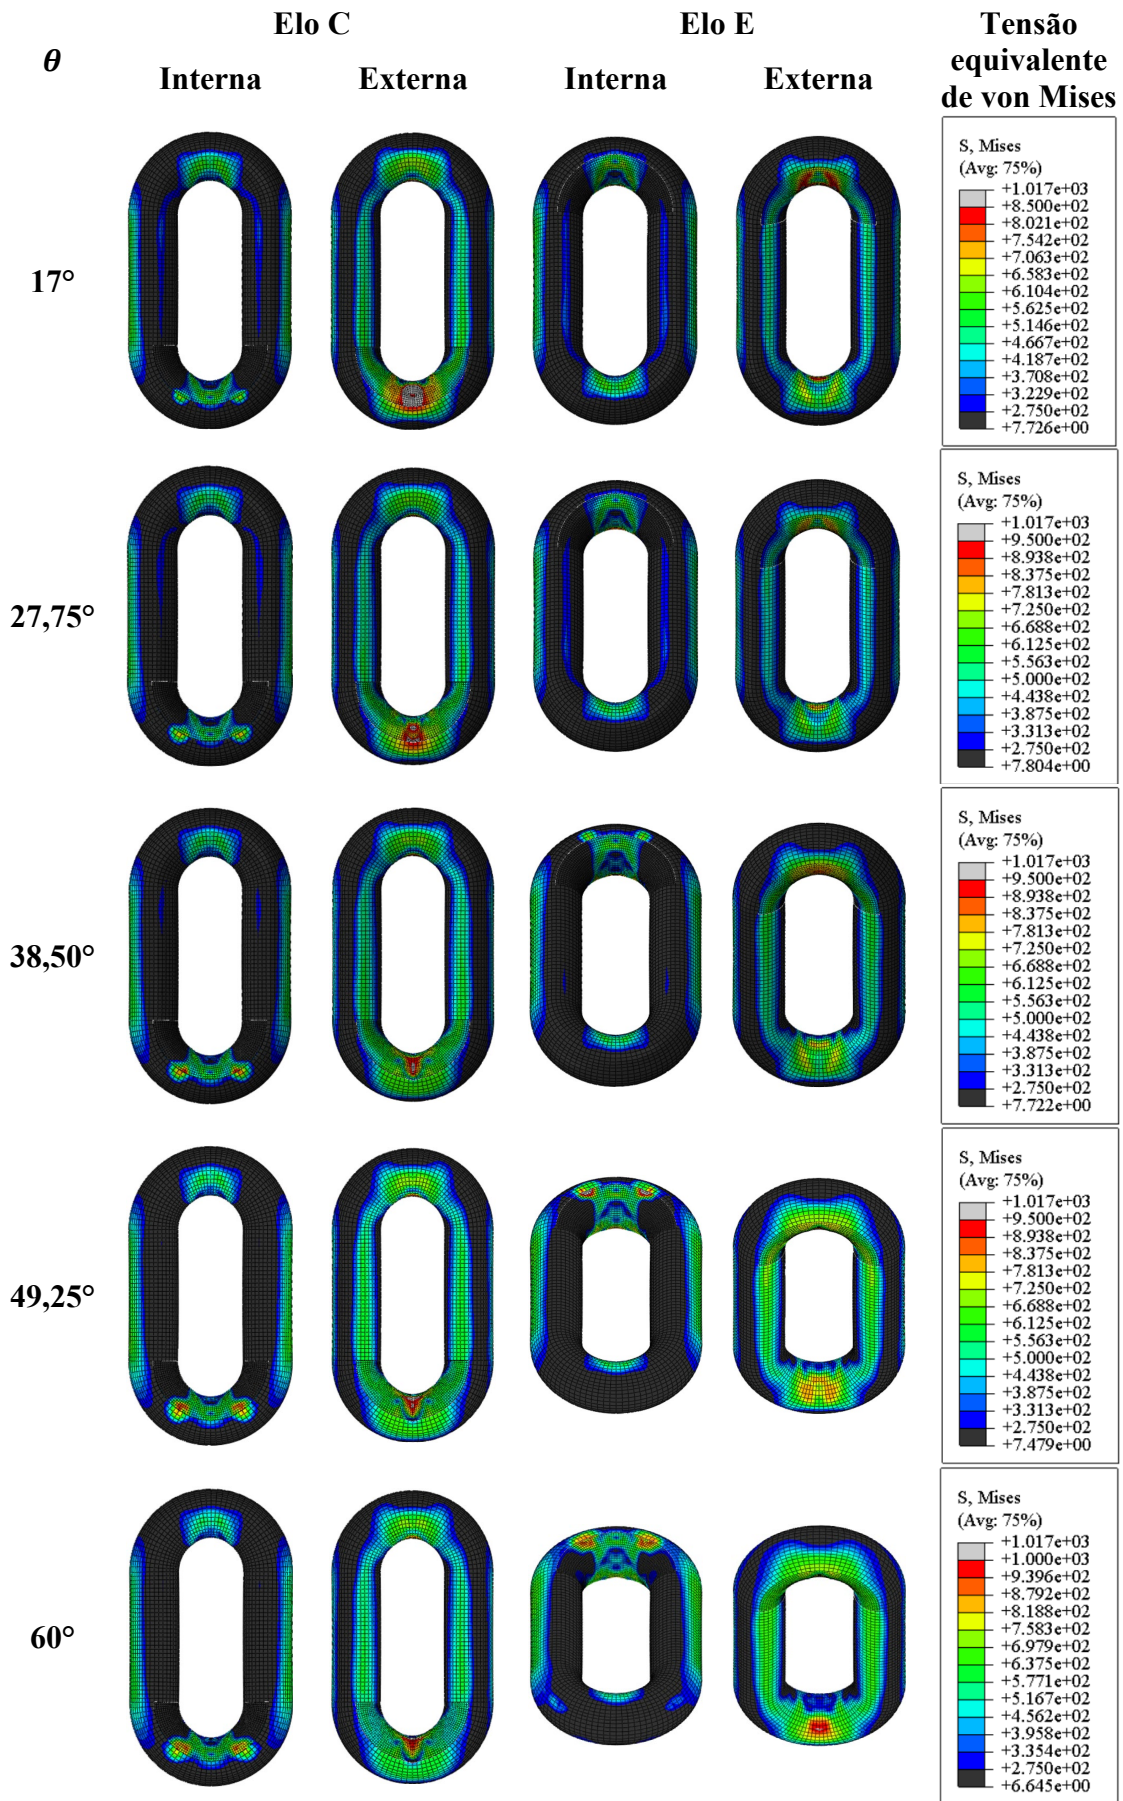 Elo C
Elo E
Tensão
equivalente
de von Mises
θ
Interna
Externa
Interna
Externa
17°
S, Mises
(Avg: 75%)
+1.017e+03
+8.500e+02
+8.021e+02
+7.542e+02
+7.063e+02
+6.583e+02
+6.104e+02
+5.625e+02
+5.146e+02
+4.667e+02
+4.187e+02
+3.708e+02
+3.229e+02
+2.750e+02
+7.726e+00
27,75°
S, Mises
(Avg: 75%)
+1.017e+03
+9.500e+02
+8.938e+02
+8.375e+02
+7.813e+02
+7.250e+02
+6.688e+02
+6.125e+02
+5.563e+02
+5.000e+02
+4.438e+02
+3.875e+02
+3.313e+02
+2.750e+02
+7.804e+00
38,50°
S, Mises
(Avg: 75%)
+1.017e+03
+9.500e+02
+8.938e+02
+8.375e+02
+7.813e+02
+7.250e+02
+6.688e+02
+6.125e+02
+5.563e+02
+5.000e+02
+4.438e+02
+3.875e+02
+3.313e+02
+2.750e+02
+7.722e+00
49,25°
S, Mises
(Avg: 75%)
+1.017e+03
+9.500e+02
+8.938e+02
+8.375e+02
+7.813e+02
+7.250e+02
+6.688e+02
+6.125e+02
+5.563e+02
+5.000e+02
+4.438e+02
+3.875e+02
+3.313e+02
+2.750e+02
+7.479e+00
60°
S, Mises
(Avg: 75%)
+1.017e+03
+1.000e+03
+9.396e+02
+8.792e+02
+8.188e+02
+7.583e+02
+6.979e+02
+6.375e+02
+5.771e+02
+5.167e+02
+4.562e+02
+3.958e+02
+3.354e+02
+2.750e+02
+6.645e+00